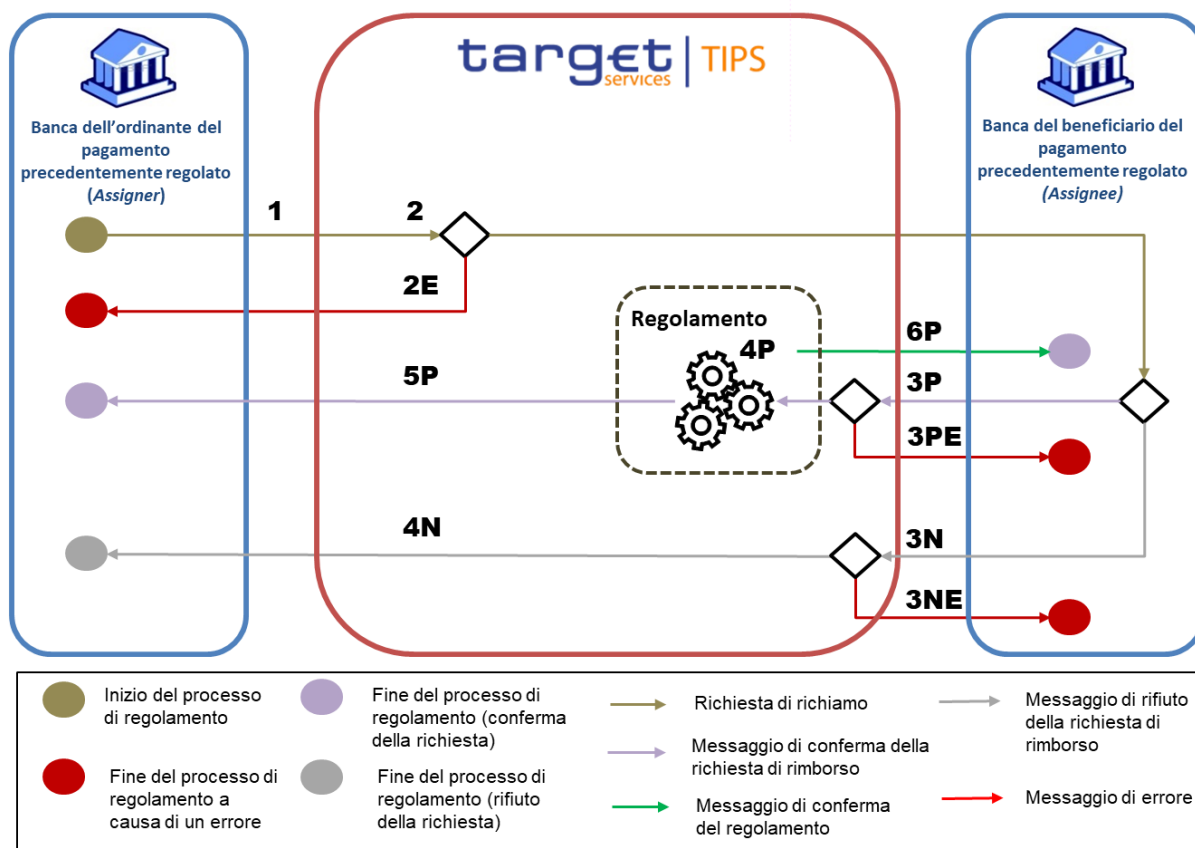 target
services
TIPS
Banca dell'ordinante del
pagamento
precedentemente regolato
(Assigner)
Banca del beneficiario del
pagamento
precedentemente regolato
(Assignee)
1
2
2E
Regolamento
4P
6P
5P
3P
3PE
4N
3N
3NE
Inizio del processo
di regolamento
Fine del processo di
regolamento a
causa di un errore
Fine del processo di
regolamento (conferma
della richiesta)
Fine del processo di
regolamento (rifiuto
della richiesta)
Richiesta di richiamo
Messaggio di conferma della
richiesta di rimborso
Messaggio di conferma
del regolamento
Messaggio di rifiuto
della richiesta di
rimborso
Messaggio di errore